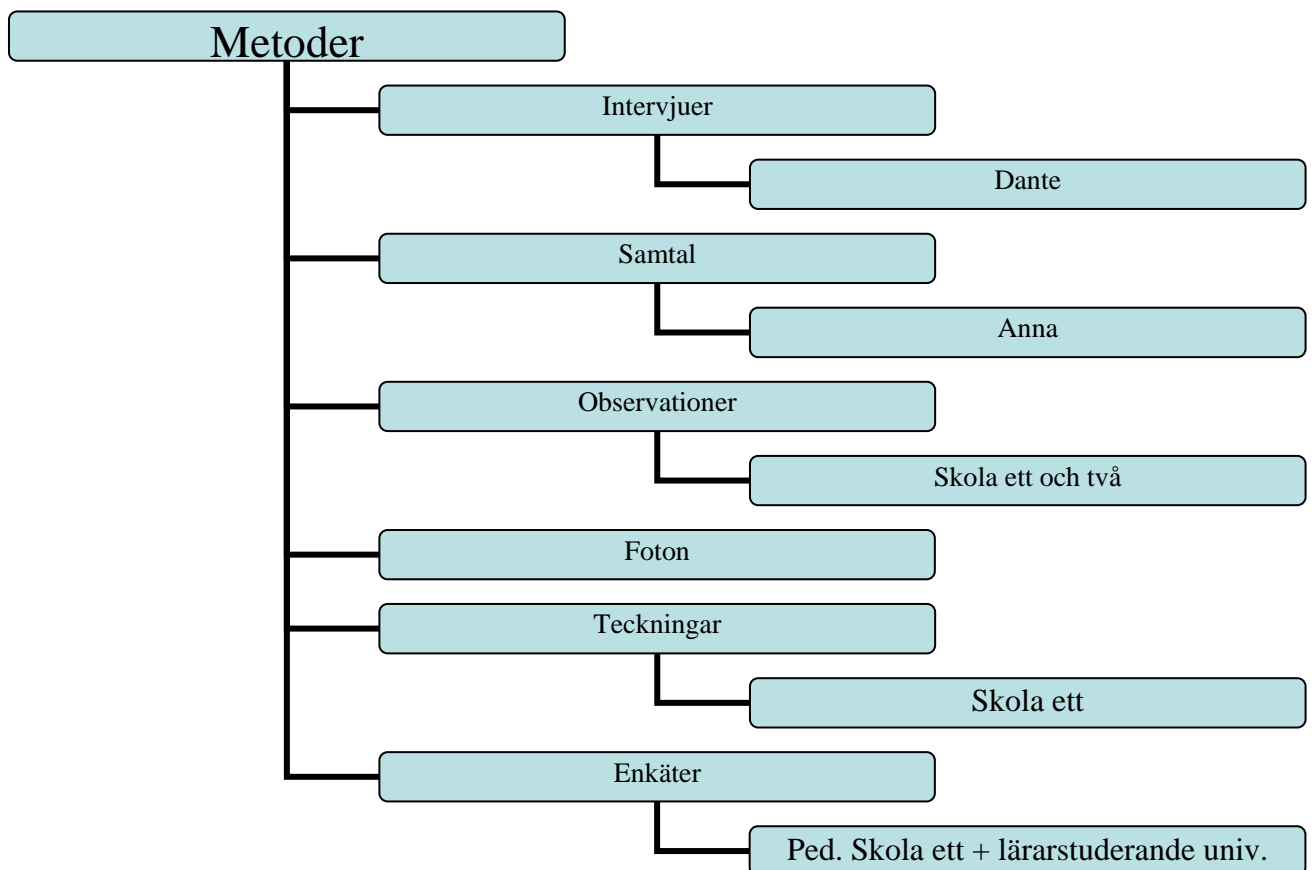 Metoder
Intervjuer
Dante
Samtal
Anna
Observationer
Skola ett och två
Foton
Teckningar
Skola ett
Enkäter
Ped. Skola ett + lärarstuderande univ.